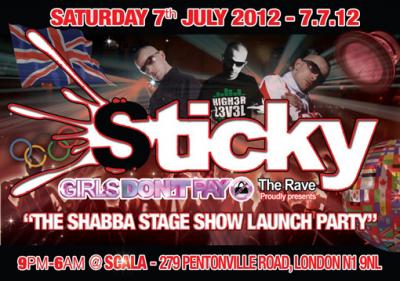 SATURDAY 7th JULY 2012 - 7.7.12
HIGH3R
L3V3L
Sticky
GIRLS DON'T PAY The Rave
Proudly presents
"THE SHABBA STAGE SHOW LAUNCH PARTY"
9PM-6AM @ SCALA - 279 PENTONVILLE ROAD, LONDON N1 9NL